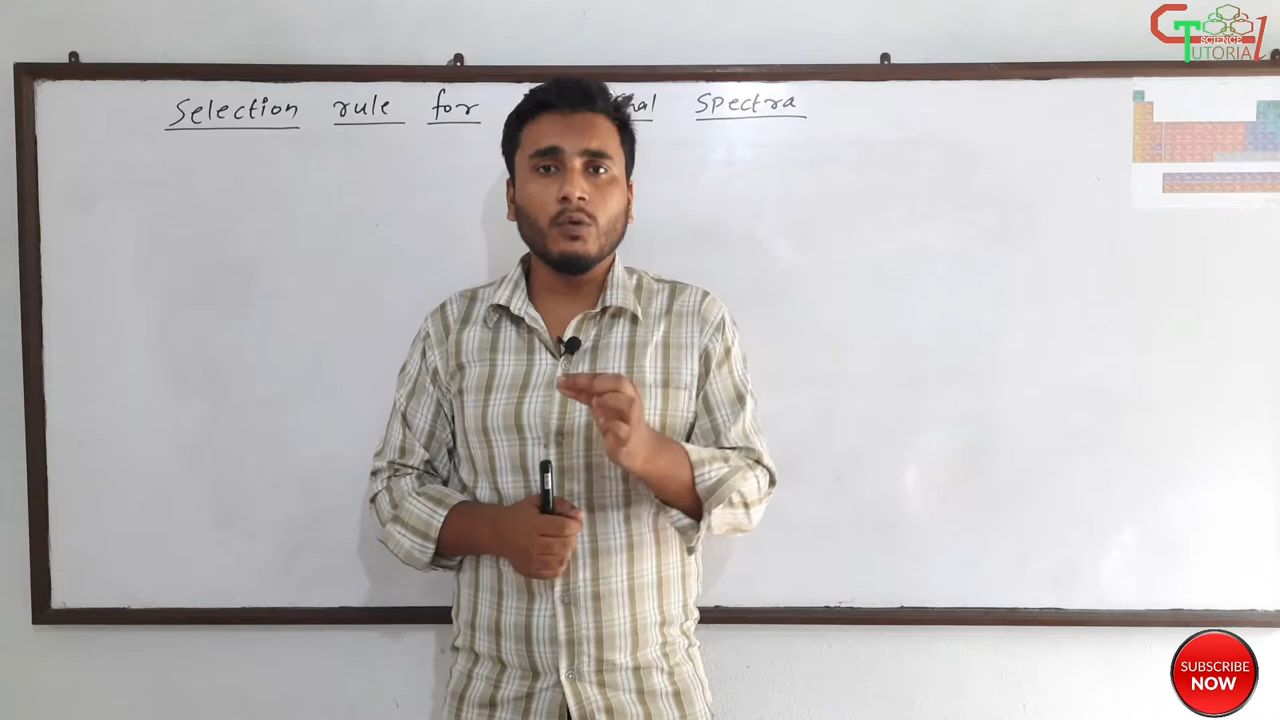 Selection rule for Spectra
SCIENCE
TUTORIAL
SUBSCRIBE
NOW